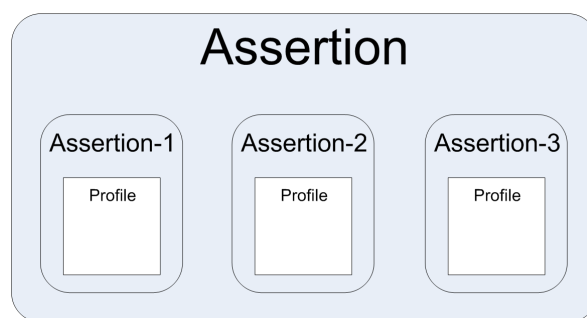 Assertion
Assertion-1
Assertion-2
Assertion-3
Profile
Profile
Profile